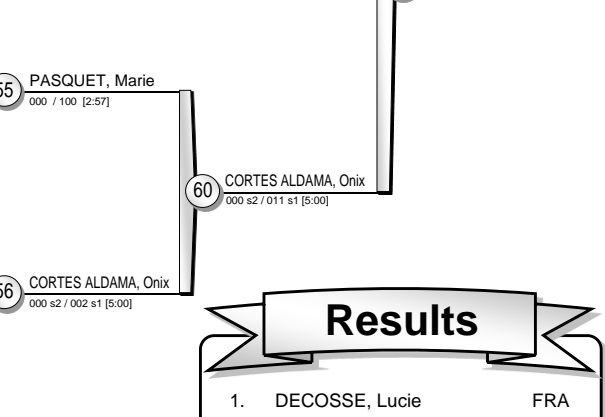 55 PASQUET, Marie
000 / 100 [2:57]
60 CORTES ALDAMA, Onix
000 s2 / 011 s1 [5:00]
56 CORTES ALDAMA, Onix
000 s2 / 002 s1 [5:00]
Results
1. DECOSSE, Lucie FRA